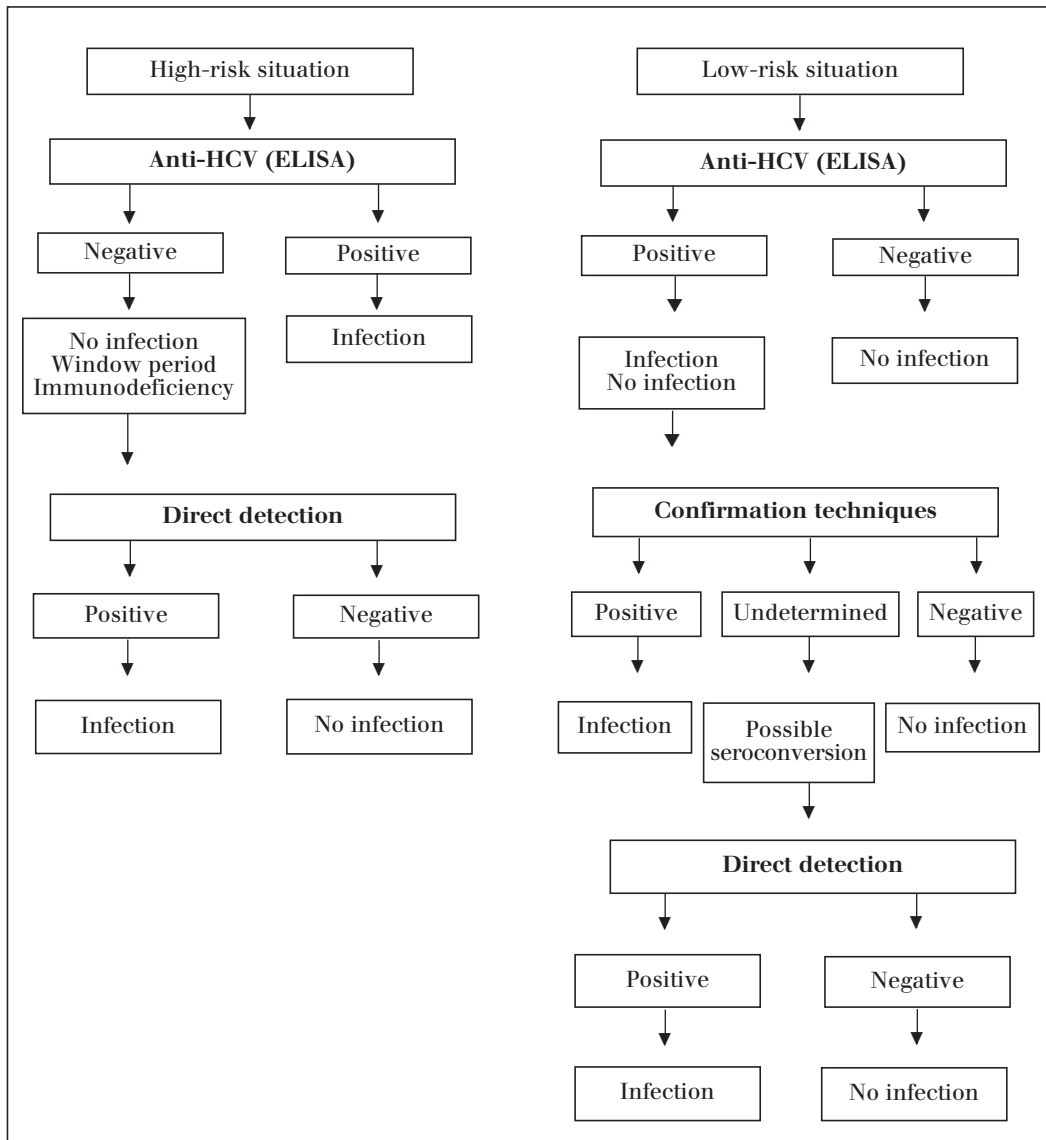 High-risk situation
Anti-HCV (ELISA)
Negative
Positive
No infection
Window period
Immunodeficiency
Infection
Direct detection
Positive
Negative
Infection
No infection
Low-risk situation
Anti-HCV (ELISA)
Positive
Negative
Infection
No infection
No infection
Confirmation techniques
Positive
Undetermined
Negative
Infection
Possible
seroconversion
No infection
Direct detection
Positive
Negative
Infection
No infection